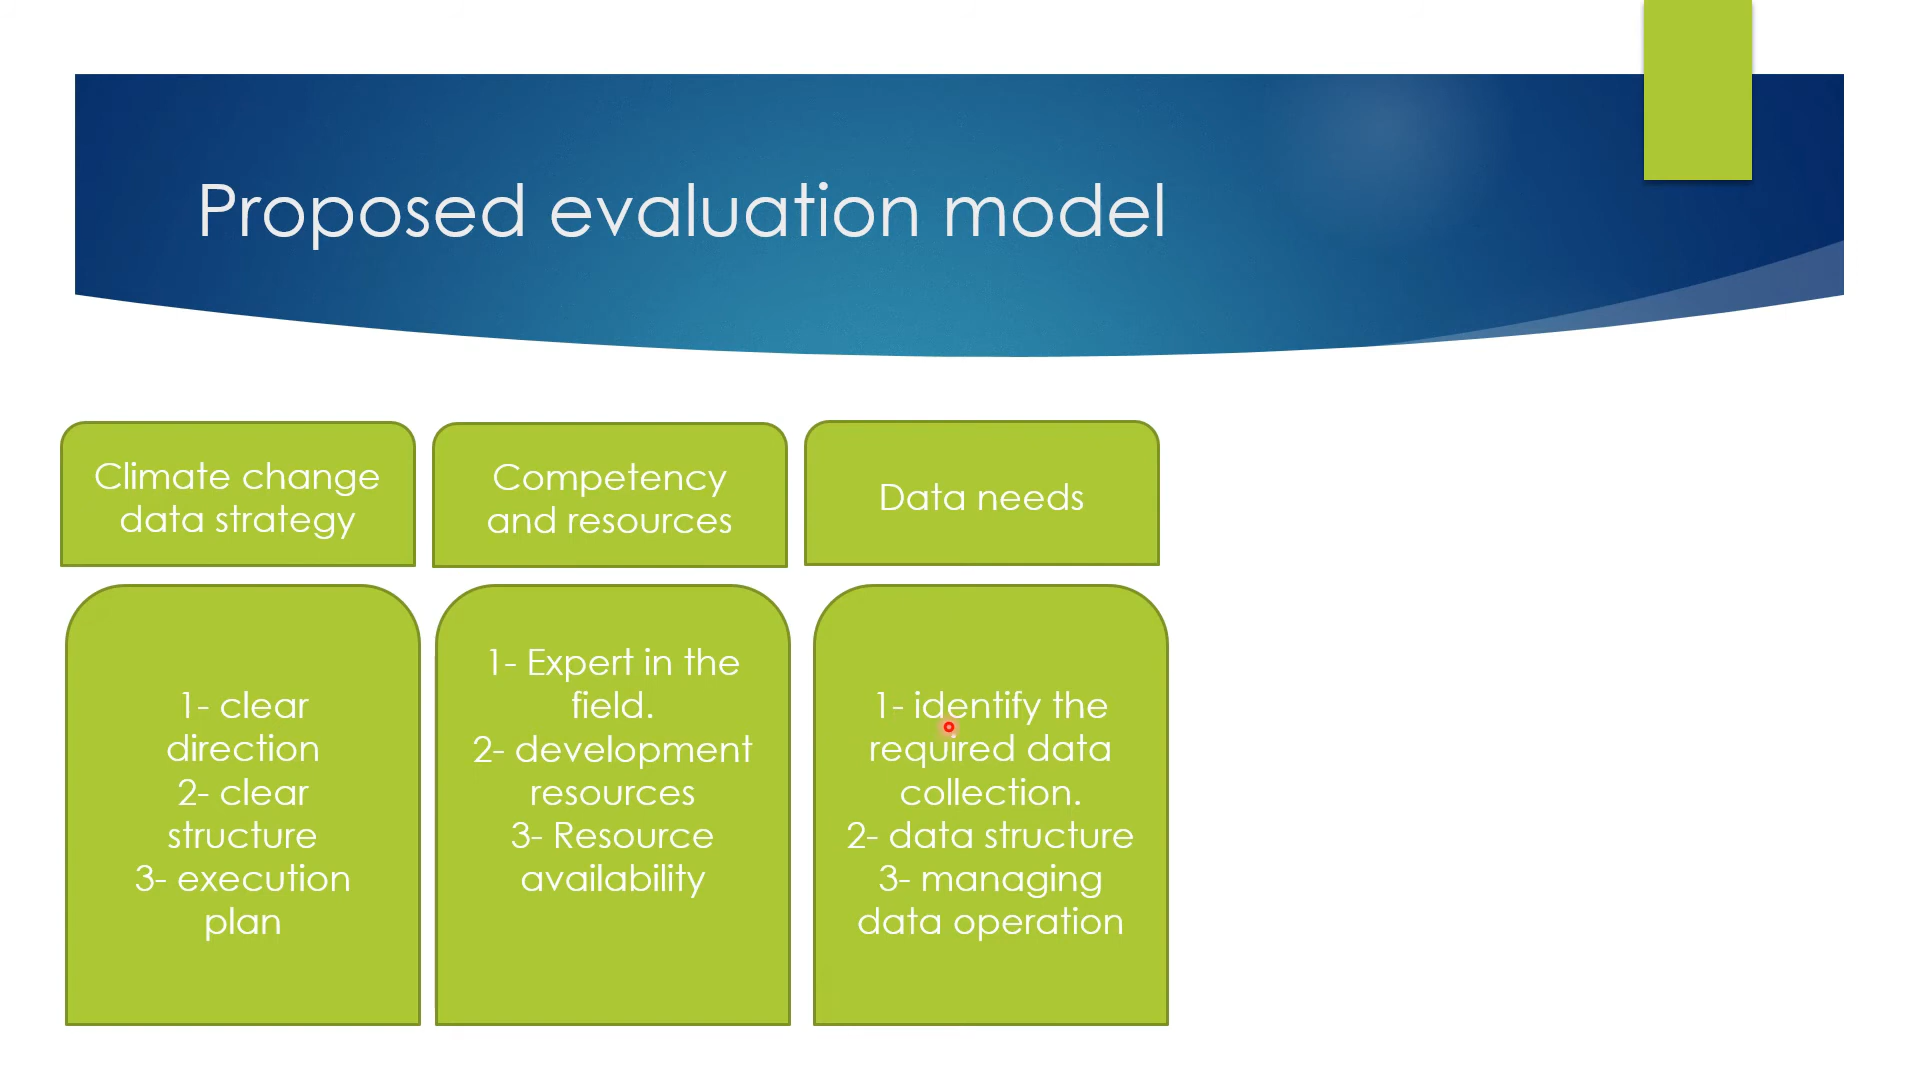 Proposed evaluation model
Climate change
data strategy
Competency
and resources
Data needs
1- clear
direction
2- clear
structure
3- execution
plan
1- Expert in the
field.
2- development
resources
3- Resource
availability
1- identify the
required data
collection.
2- data structure
3- managing
data operation